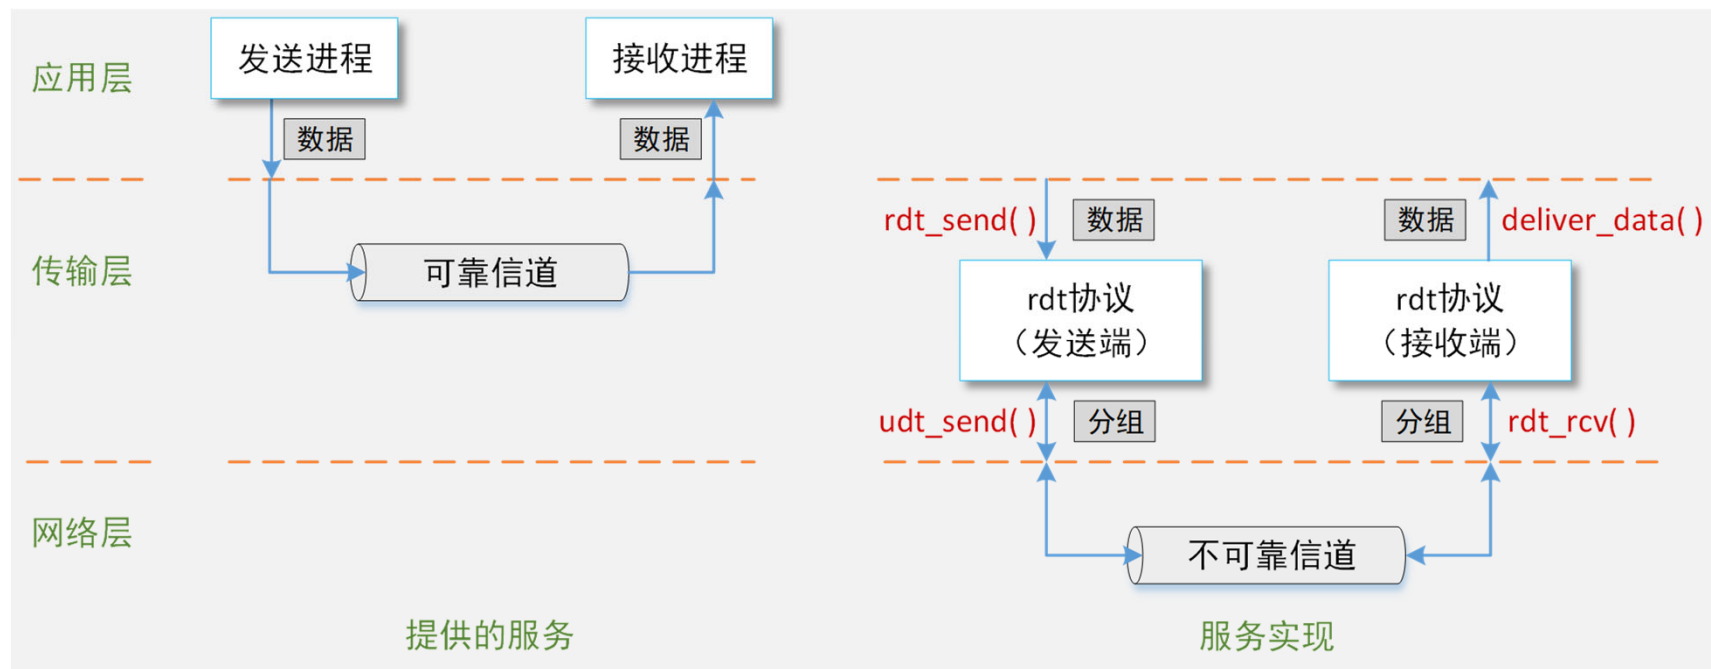 发送进程
接收进程
应用层
数据
数据
rdt_send( )
数据
数据
deliver_data( )
传输层
可靠信道
rdt协议
（发送端）
rdt协议
（接收端）
udt_send( )
分组
分组
rdt_rcv( )
网络层
不可靠信道
提供的服务
服务实现